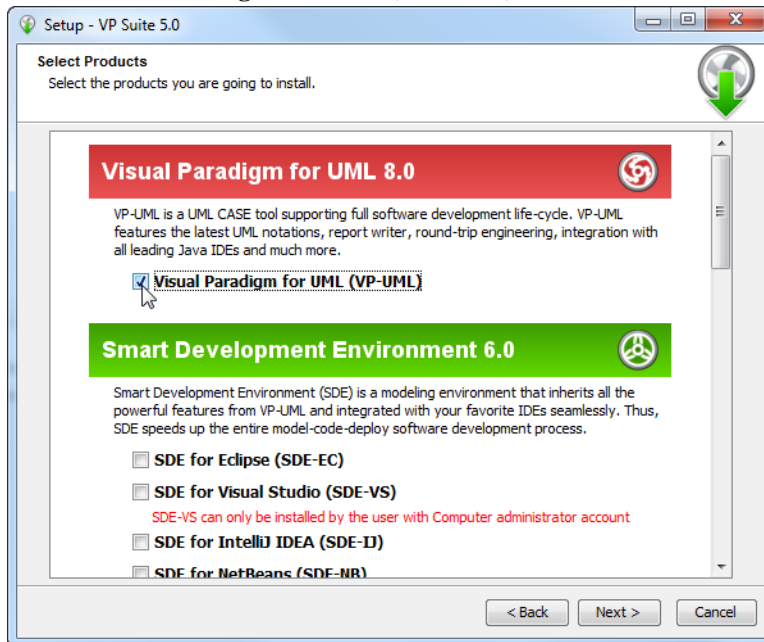 Setup - VP Suite 5.0
Select Products
Select the products you are going to install.
Visual Paradigm for UML 8.0
VP-UML is a UML CASE tool supporting full software development life-cycle. VP-UML
features the latest UML notations, report writer, round-trip engineering, integration with
all leading Java IDEs and much more.
Visual Paradigm for UML (VP-UML)
Smart Development Environment 6.0
Smart Development Environment (SDE) is a modeling environment that inherits all the
powerful features from VP-UML and integrated with your favorite IDEs seamlessly. Thus,
SDE speeds up the entire model-code-deploy software development process.
SDE for Eclipse (SDE-EC)
SDE for Visual Studio (SDE-VS)
SDE-VS can only be installed by the user with Computer administrator account
SDE for IntelliJ IDEA (SDE-IJ)
SDE for NetBeans (SDE-NB)
< Back Next > Cancel